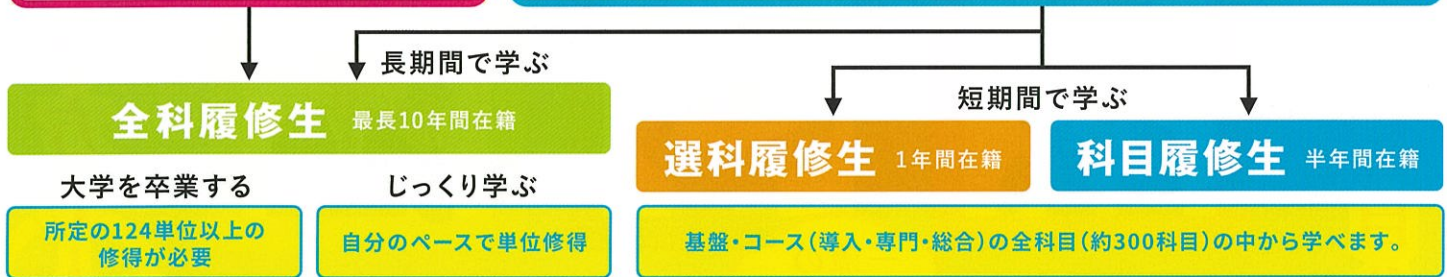 長期間で学ぶ
短期間で学ぶ
全科履修生 最長10年間在籍
選科履修生 1年間在籍
科目履修生 半年間在籍
大学を卒業する
じっくり学ぶ
所定の124単位以上の
修得が必要
自分のペースで単位修得
基盤・コース(導入・専門・総合)の全科目(約300科目)の中から学べます。